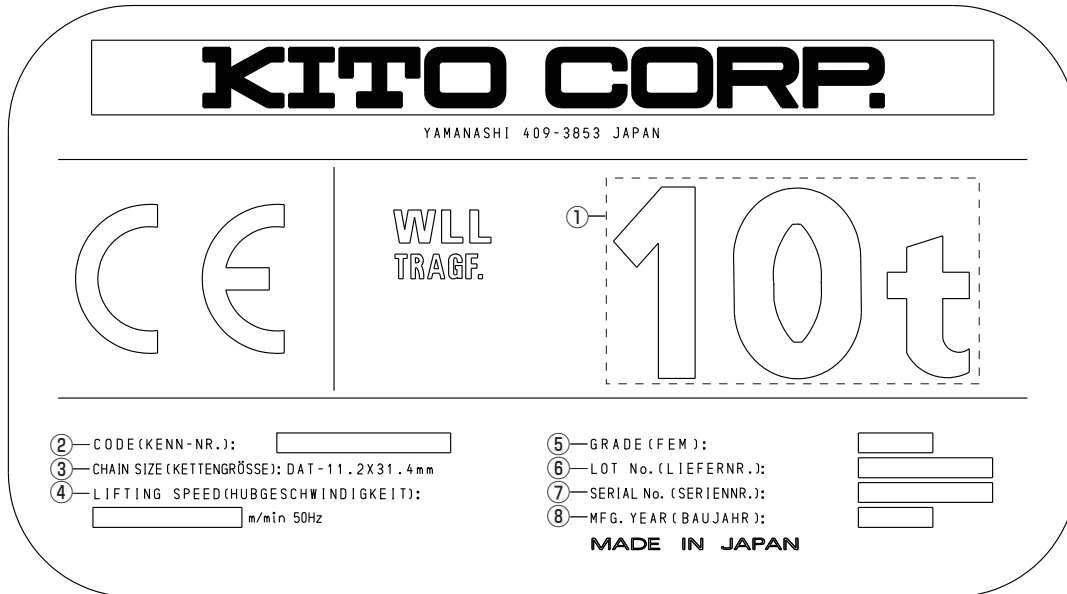 KITO CORP.
YAMANASHI 409-3853 JAPAN
CE
WLL
TRAGF.
① 10t
② CODE(KENN-NR.):
③ CHAIN SIZE(KETTENGRÖSSE): DAT-11.2X31.4mm
④ LIFTING SPEED(HUBGESCHWINDIGKEIT):
m/min 50Hz
⑤ GRADE(FEM):
⑥ LOT No.(LIEFERNR.):
⑦ SERIAL No.(SERIENNR.):
⑧ MFG. YEAR(BAUJAHR):
MADE IN JAPAN